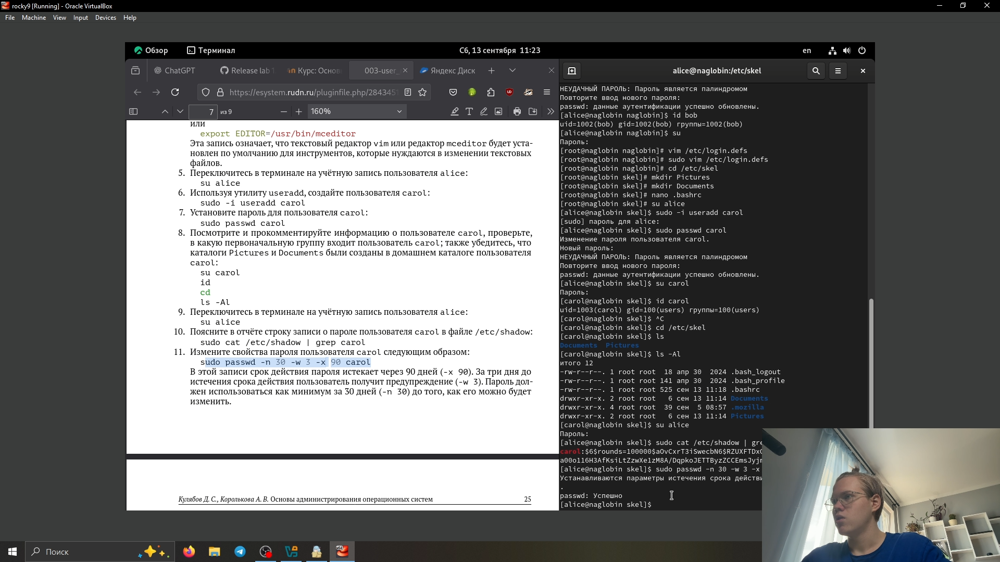 rocky9 [Running] - Oracle VirtualBox
File Machine View Input Devices Help
Обзор Терминал Сб, 13 сентября 11:23 en
ChatGPT Release lab 1 Курс: Основ 003-user_ Яндекс Диск
https://esystem.rudn.ru/pluginfile.php/284345
7 из 9 160%
или
export EDITOR=/usr/bin/mceditor
Эта запись означает, что текстовый редактор vim или редактор mceditor будет уста-
новлен по умолчанию для инструментов, которые нуждаются в изменении текстовых
файлов.
5. Переключитесь в терминале на учётную запись пользователя alice:
su alice
6. Используя утилиту useradd, создайте пользователя carol:
sudo -i useradd carol
7. Установите пароль для пользователя carol:
sudo passwd carol
8. Посмотрите и прокомментируйте информацию о пользователе carol, проверьте,
в какую первоначальную группу входит пользователь carol; также убедитесь, что
каталоги Pictures и Documents были созданы в домашнем каталоге пользователя
carol:
su carol
id
cd
ls -Al
9. Переключитесь в терминале на учётную запись пользователя alice:
su alice
10. Поясните в отчёте строку записи о пароле пользователя carol в файле /etc/shadow:
sudo cat /etc/shadow | grep carol
11. Измените свойства пароля пользователя carol следующим образом:
sudo passwd -n 30 -w 3 -x 90 carol
В этой записи срок действия пароля истекает через 90 дней (-x 90). За три дня до
истечения срока действия пользователь получит предупреждение (-w 3). Пароль дол-
жен использоваться как минимум за 30 дней (-n 30) до того, как его можно будет
изменить.
Кулябов Д. С., Королькова А. В. Основы администрирования операционных систем 25
alice@naglobin:/etc/skel
НЕУДАЧНЫЙ ПАРОЛЬ: Пароль является палиндромом
Повторите ввод нового пароля:
passwd: данные аутентификации успешно обновлены.
[alice@naglobin naglobin]$ id bob
uid=1002(bob) gid=1002(bob) группы=1002(bob)
[alice@naglobin naglobin]$ su
Пароль:
[root@naglobin naglobin]# vim /etc/login.defs
[root@naglobin naglobin]# sudo vim /etc/login.defs
[root@naglobin naglobin]# cd /etc/skel
[root@naglobin skel]# mkdir Pictures
[root@naglobin skel]# mkdir Documents
[root@naglobin skel]# nano .bashrc
[root@naglobin skel]# su alice
[alice@naglobin skel]$ sudo -i useradd carol
[sudo] пароль для alice:
[alice@naglobin skel]$ sudo passwd carol
Изменение пароля пользователя carol.
Новый пароль:
НЕУДАЧНЫЙ ПАРОЛЬ: Пароль является палиндромом
Повторите ввод нового пароля:
passwd: данные аутентификации успешно обновлены.
[alice@naglobin skel]$ su carol
Пароль:
[carol@naglobin skel]$ id carol
uid=1003(carol) gid=100(users) группы=100(users)
[carol@naglobin skel]$ ^C
[carol@naglobin skel]$ cd /etc/skel
[carol@naglobin skel]$ ls
Documents Pictures
[carol@naglobin skel]$ ls -Al
итого 12
-rw-r--r--. 1 root root 18 апр 30 2024 .bash_logout
-rw-r--r--. 1 root root 141 апр 30 2024 .bash_profile
-rw-r--r--. 1 root root 525 сен 13 11:18 .bashrc
drwxr-xr-x. 2 root root 6 сен 13 11:14 Documents
drwxr-xr-x. 4 root root 39 сен 5 08:57 .mozilla
drwxr-xr-x. 2 root root 6 сен 13 11:14 Pictures
[carol@naglobin skel]$ su alice
Пароль:
[alice@naglobin skel]$ sudo cat /etc/shadow | gre
carol:$6$rounds=100000$aOvCxrT3iSwecbN6$RZUXFTDx
a00o116H3AfKsiLtZzwXe1zM8A/DqpkoJETTByzZCCEmsJyj
[alice@naglobin skel]$ sudo passwd -n 30 -w 3 -x
Устанавливаются параметры истечения срока действи
.
passwd: Успешно
[alice@naglobin skel]$
Поиск